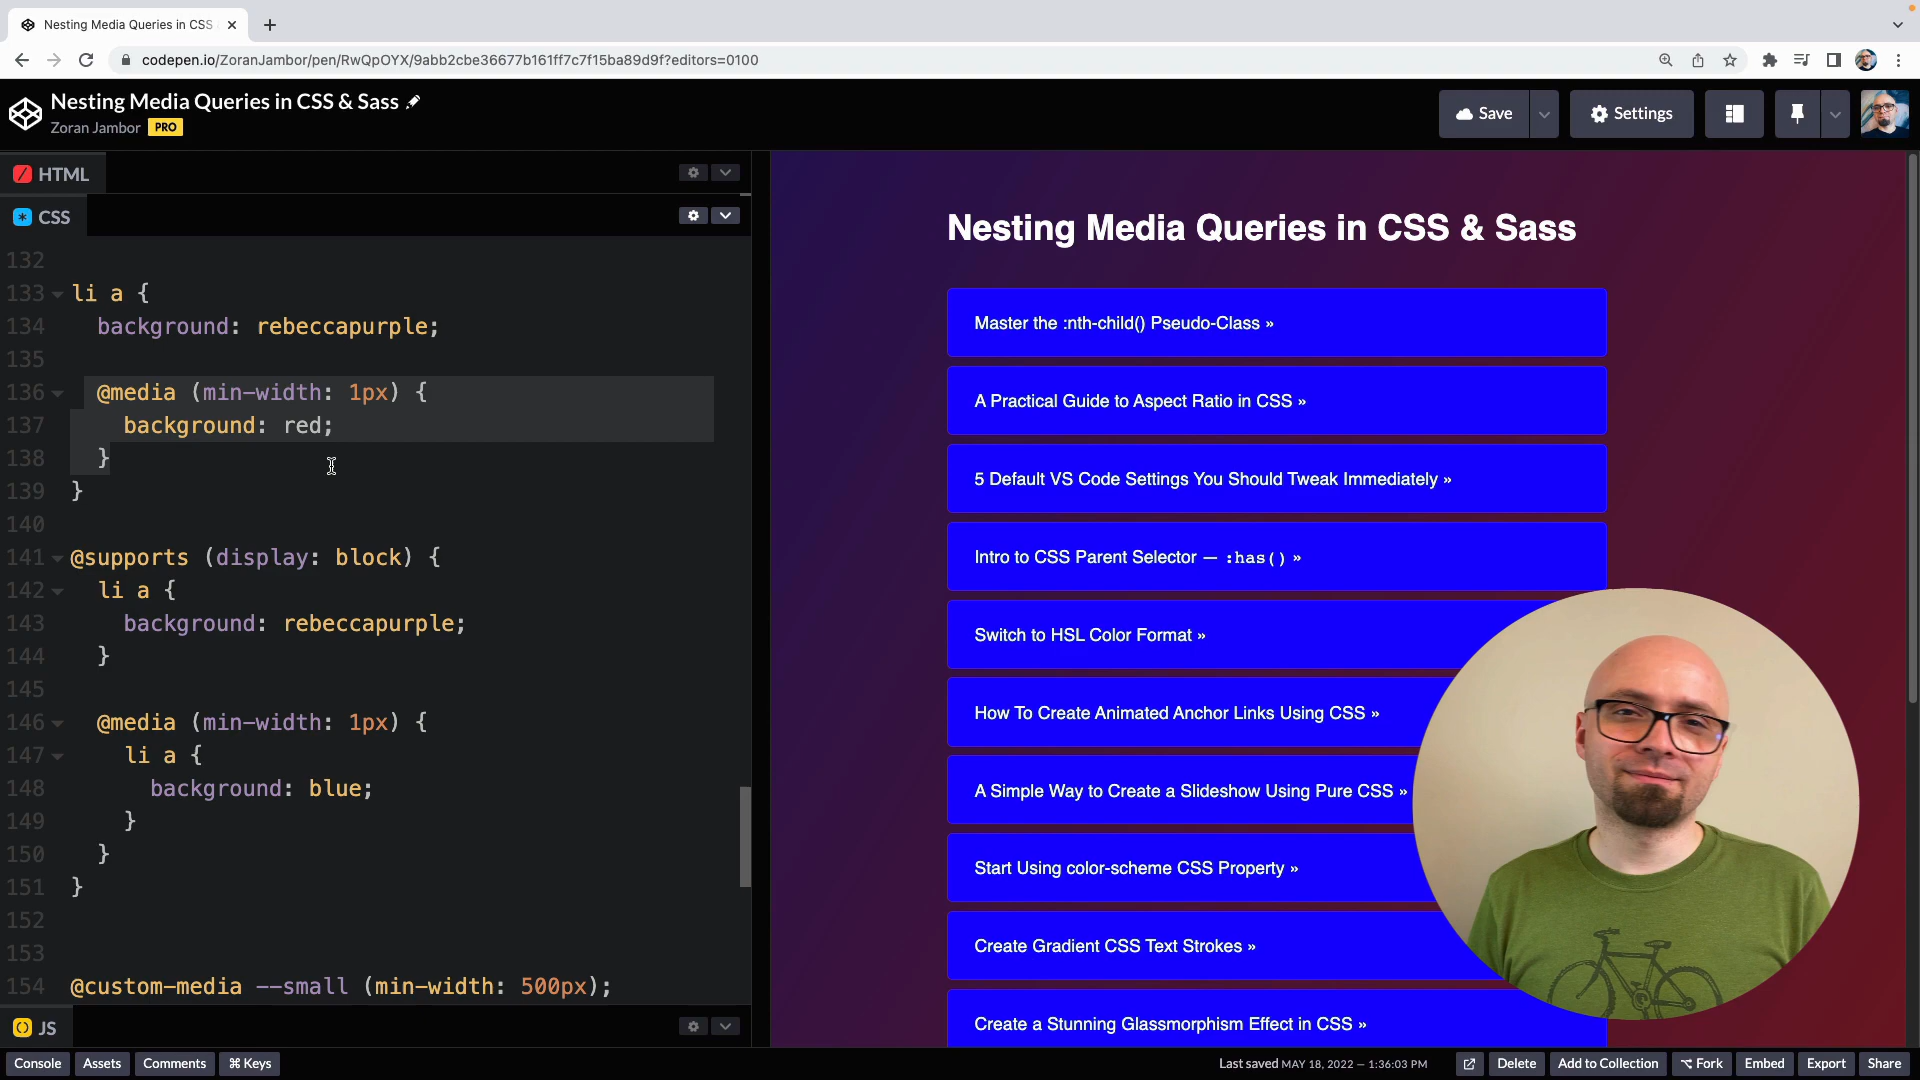 Nesting Media Queries in CSS
codepen.io/ZoranJambor/pen/RwQpOYX/9abb2cbe36677b161ff7c7f15ba89d9f?editors=0100
Nesting Media Queries in CSS & Sass
Zoran Jambor PRO
Save
Settings
HTML
CSS
132
133 li a {
134 background: rebeccapurple;
135
136 @media (min-width: 1px) {
137 background: red;
138 }
139 }
140
141 @supports (display: block) {
142 li a {
143 background: rebeccapurple;
144 }
145
146 @media (min-width: 1px) {
147 li a {
148 background: blue;
149 }
150 }
151 }
152
153
154 @custom-media --small (min-width: 500px);
JS
Nesting Media Queries in CSS & Sass
Master the :nth-child() Pseudo-Class »
A Practical Guide to Aspect Ratio in CSS »
5 Default VS Code Settings You Should Tweak Immediately »
Intro to CSS Parent Selector — :has() »
Switch to HSL Color Format »
How To Create Animated Anchor Links Using CSS »
A Simple Way to Create a Slideshow Using Pure CSS »
Start Using color-scheme CSS Property »
Create Gradient CSS Text Strokes »
Create a Stunning Glassmorphism Effect in CSS »
Console Assets Comments ⌘ Keys
Last saved MAY 18, 2022 — 1:36:03 PM
Delete Add to Collection ⌥ Fork Embed Export Share